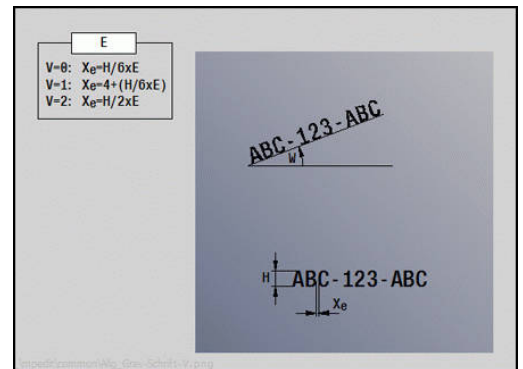 E
V=0: Xe=H/6xE
V=1: Xe=4+(H/6xE)
V=2: Xe=H/2xE
ABC-123-ABC
W
H
ABC-123-ABC
Xe